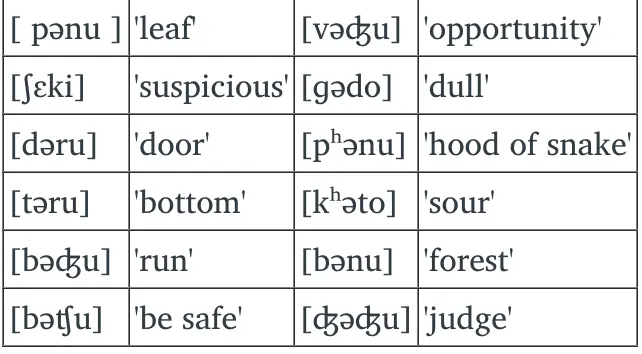 [ pənu ] 'leaf' [vəʤu] 'opportunity'
[ʃɛki] 'suspicious' [ɡədo] 'dull'
[dəru] 'door' [pʰənu] 'hood of snake'
[təru] 'bottom' [kʰəto] 'sour'
[bəʤu] 'run' [bənu] 'forest'
[bəʧu] 'be safe' [ʤəʤu] 'judge'